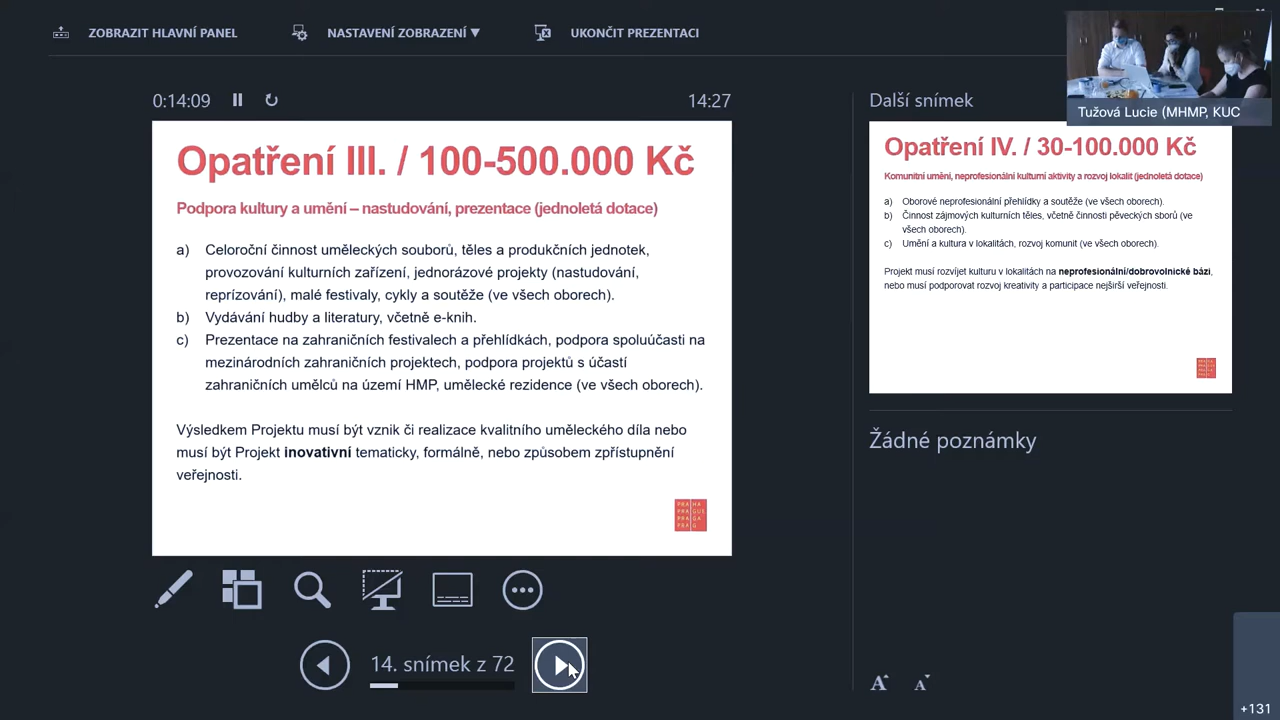 ZOBRAZIT HLAVNÍ PANEL
NASTAVENÍ ZOBRAZENÍ ▼
UKONČIT PREZENTACI
0:14:09
14:27
Opatření III. / 100-500.000 Kč
Podpora kultury a umění – nastudování, prezentace (jednoletá dotace)
a) Celoroční činnost uměleckých souborů, těles a produkčních jednotek,
provozování kulturních zařízení, jednorázové projekty (nastudování,
reprízování), malé festivaly, cykly a soutěže (ve všech oborech).
b) Vydávání hudby a literatury, včetně e-knih.
c) Prezentace na zahraničních festivalech a přehlídkách, podpora spoluúčasti na
mezinárodních zahraničních projektech, podpora projektů s účastí
zahraničních umělců na území HMP, umělecké rezidence (ve všech oborech).
Výsledkem Projektu musí být vznik či realizace kvalitního uměleckého díla nebo
musí být Projekt inovativní tematicky, formálně, nebo způsobem zpřístupnění
veřejnosti.
PRA HA
PRA GUE
PRA GA
PRA G
14. snímek z 72
Další snímek
Tužová Lucie (MHMP, KUC
Opatření IV. / 30-100.000 Kč
Komunitní umění, neprofesionální kulturní aktivity a rozvoj lokalit (jednoletá dotace)
a) Oborové neprofesionální přehlídky a soutěže (ve všech oborech).
b) Činnost zájmových kulturních těles, včetně činnosti pěveckých sborů (ve
všech oborech).
c) Umění a kultura v lokalitách, rozvoj komunit (ve všech oborech).
Projekt musí rozvíjet kulturu v lokalitách na neprofesionální/dobrovolnické bázi,
nebo musí podporovat rozvoj kreativity a participace nejširší veřejnosti.
Žádné poznámky
A A
+131